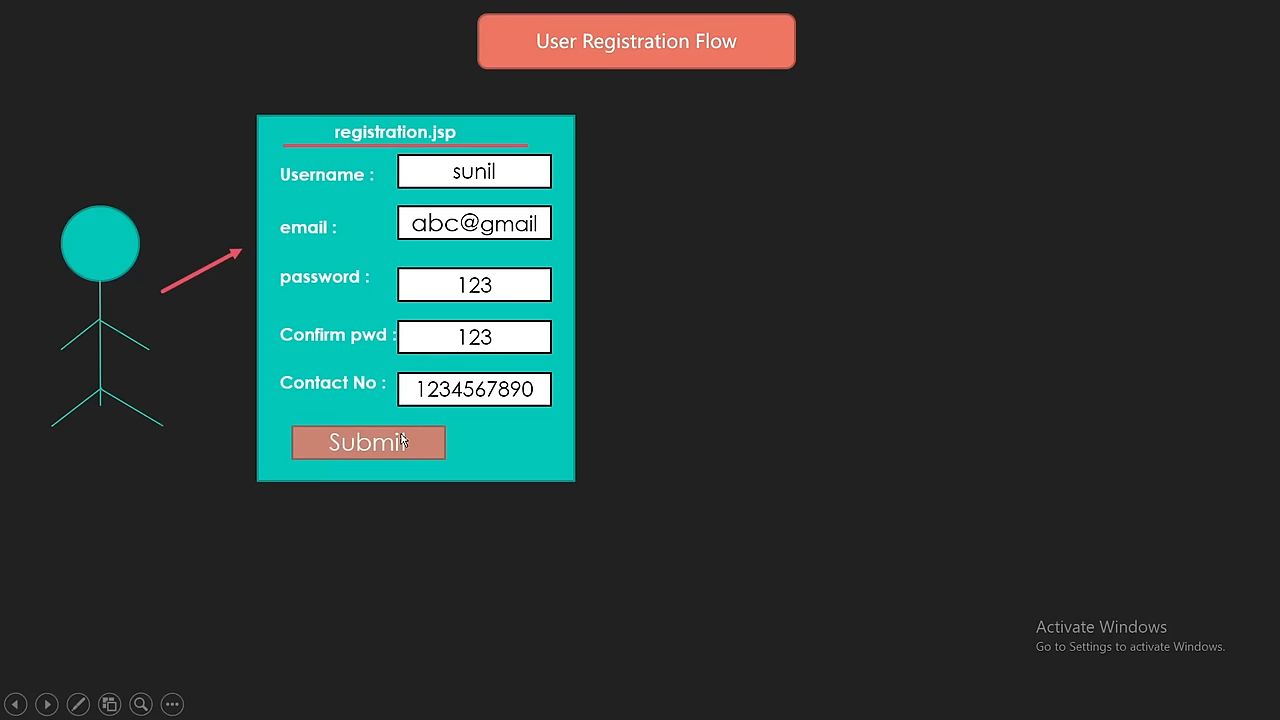 User Registration Flow
registration.jsp
Username : sunil
email : abc@gmail
password : 123
Confirm pwd : 123
Contact No : 1234567890
Submit
Activate Windows
Go to Settings to activate Windows.